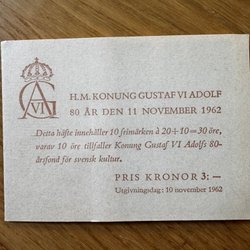 GA VI
H.M. KONUNG GUSTAF VI ADOLF
80 ÅR DEN 11 NOVEMBER 1962
Detta häfte innehåller 10 frimärken à 20+10=30 öre,
varav 10 öre tillfaller Konung Gustaf VI Adolfs 80-
årsfond för svensk kultur.
PRIS KRONOR 3: —
Utgivningsdag: 10 november 1962